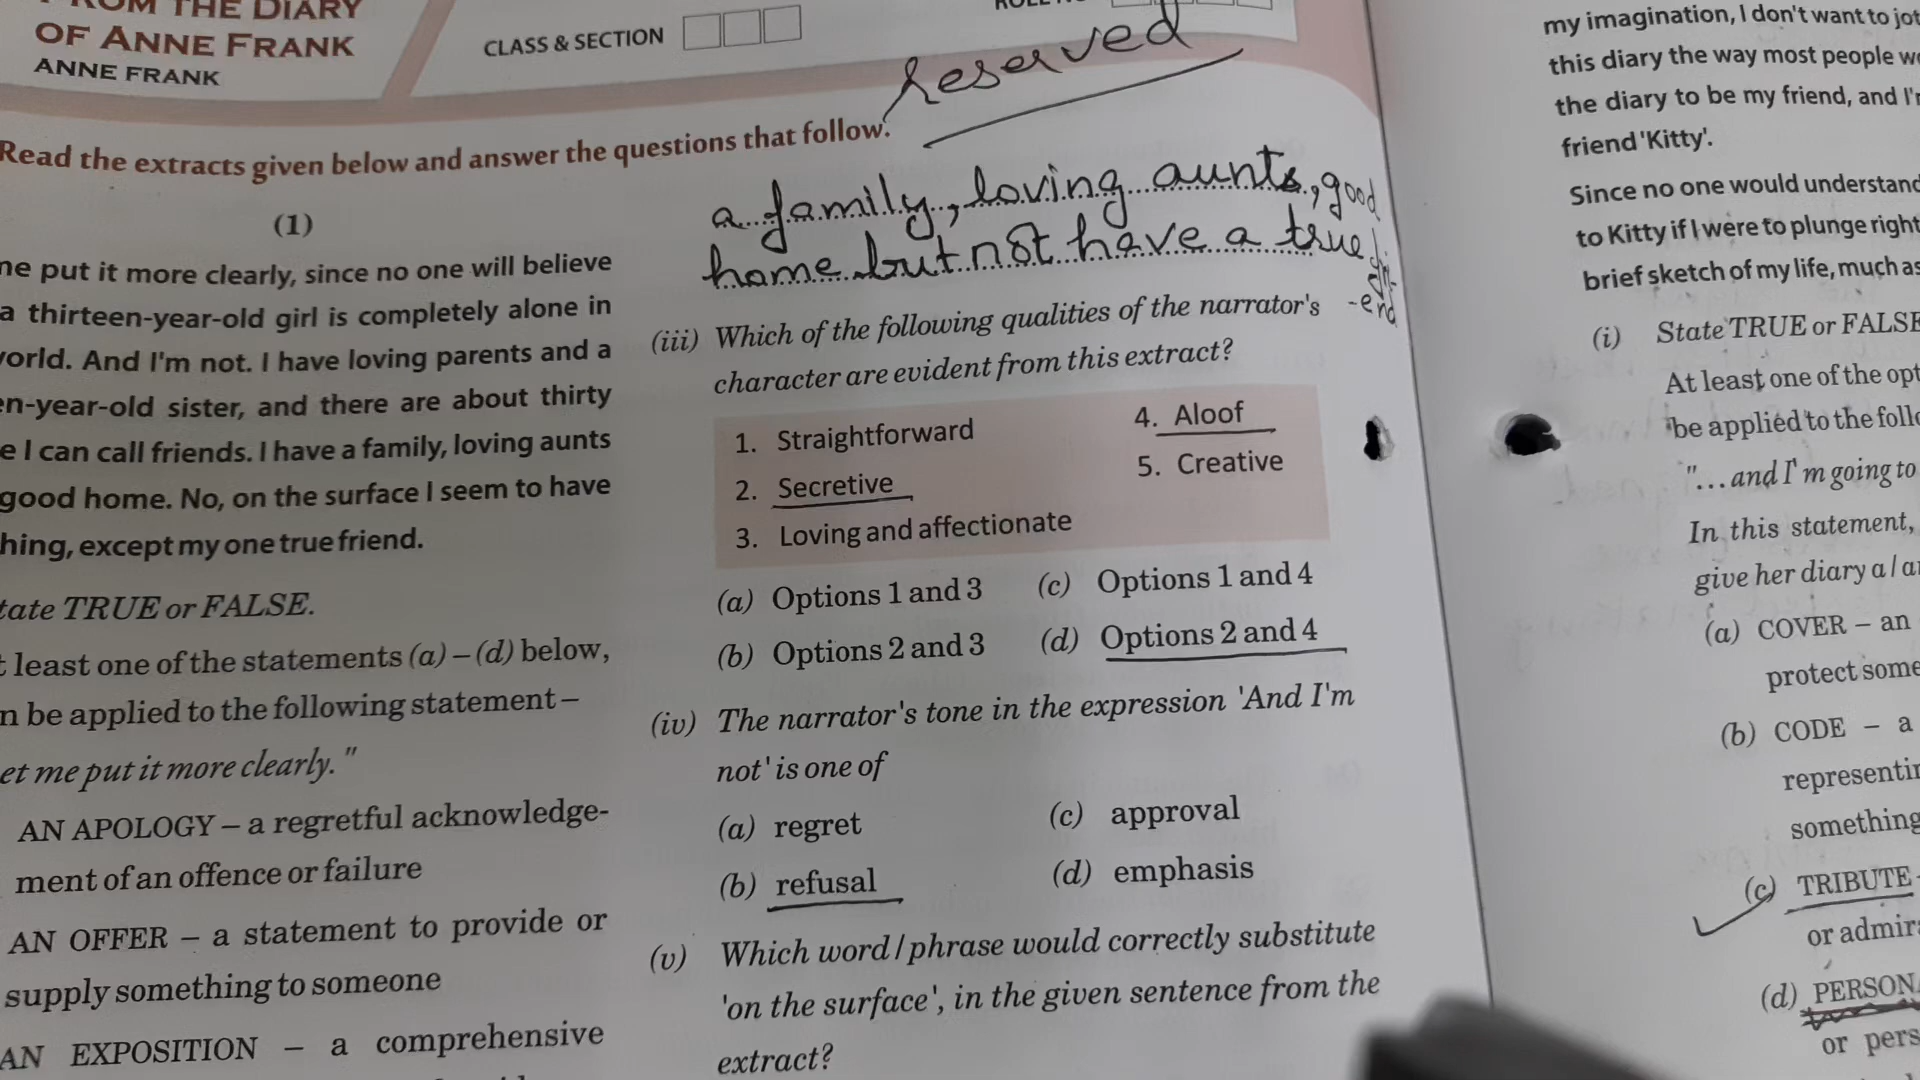 FROM THE DIARY
OF ANNE FRANK
ANNE FRANK
CLASS & SECTION
reserved
Read the extracts given below and answer the questions that follow.
(1)
me put it more clearly, since no one will believe
a thirteen-year-old girl is completely alone in
world. And I'm not. I have loving parents and a
en-year-old sister, and there are about thirty
e I can call friends. I have a family, loving aunts
good home. No, on the surface I seem to have
hing, except my one true friend.
tate TRUE or FALSE.
t least one of the statements (a) – (d) below,
n be applied to the following statement –
et me put it more clearly."
AN APOLOGY – a regretful acknowledge-
ment of an offence or failure
AN OFFER – a statement to provide or
supply something to someone
AN EXPOSITION – a comprehensive
a family, loving aunts, good
home but not have a true
-end
(iii) Which of the following qualities of the narrator's
character are evident from this extract?
1. Straightforward
2. Secretive
3. Loving and affectionate
4. Aloof
5. Creative
(a) Options 1 and 3 (c) Options 1 and 4
(b) Options 2 and 3 (d) Options 2 and 4
(iv) The narrator's tone in the expression 'And I'm
not' is one of
(a) regret (c) approval
(b) refusal (d) emphasis
(v) Which word/phrase would correctly substitute
'on the surface', in the given sentence from the
extract?
my imagination, I don't want to jot
this diary the way most people w
the diary to be my friend, and I'
friend 'Kitty'.
Since no one would understand
to Kitty if I were to plunge right
brief sketch of my life, much as
(i) State TRUE or FALSE
At least one of the opt
be applied to the follo
"...and I'm going to
In this statement,
give her diary a/a
(a) COVER – an
protect some
(b) CODE – a
representin
something
(c) TRIBUTE
or admir
(d) PERSON
or pers